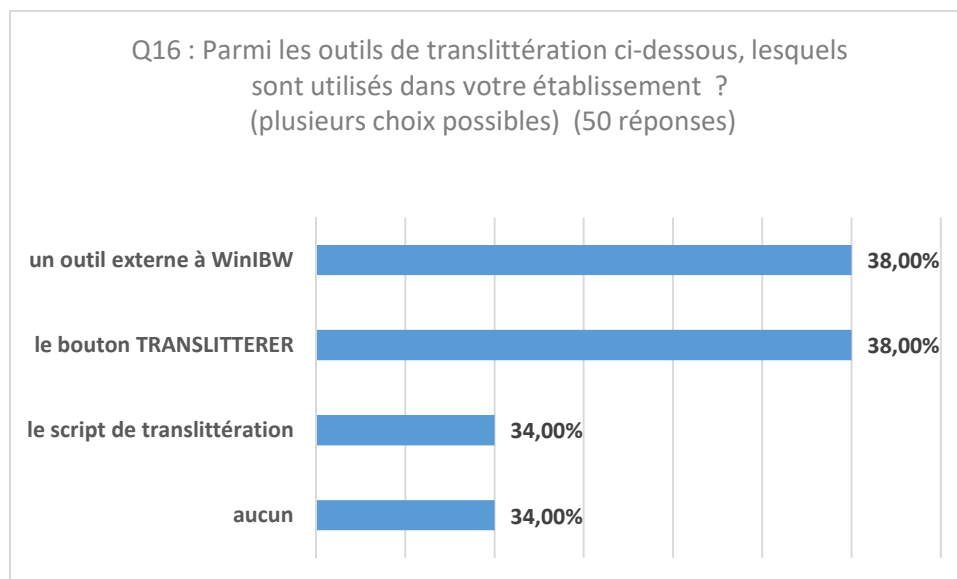 Q16 : Parmi les outils de translittération ci-dessous, lesquels
sont utilisés dans votre établissement  ?
(plusieurs choix possibles)  (50 réponses)
un outil externe à WinIBW
38,00%
le bouton TRANSLITTERER
38,00%
le script de translittération
34,00%
aucun
34,00%